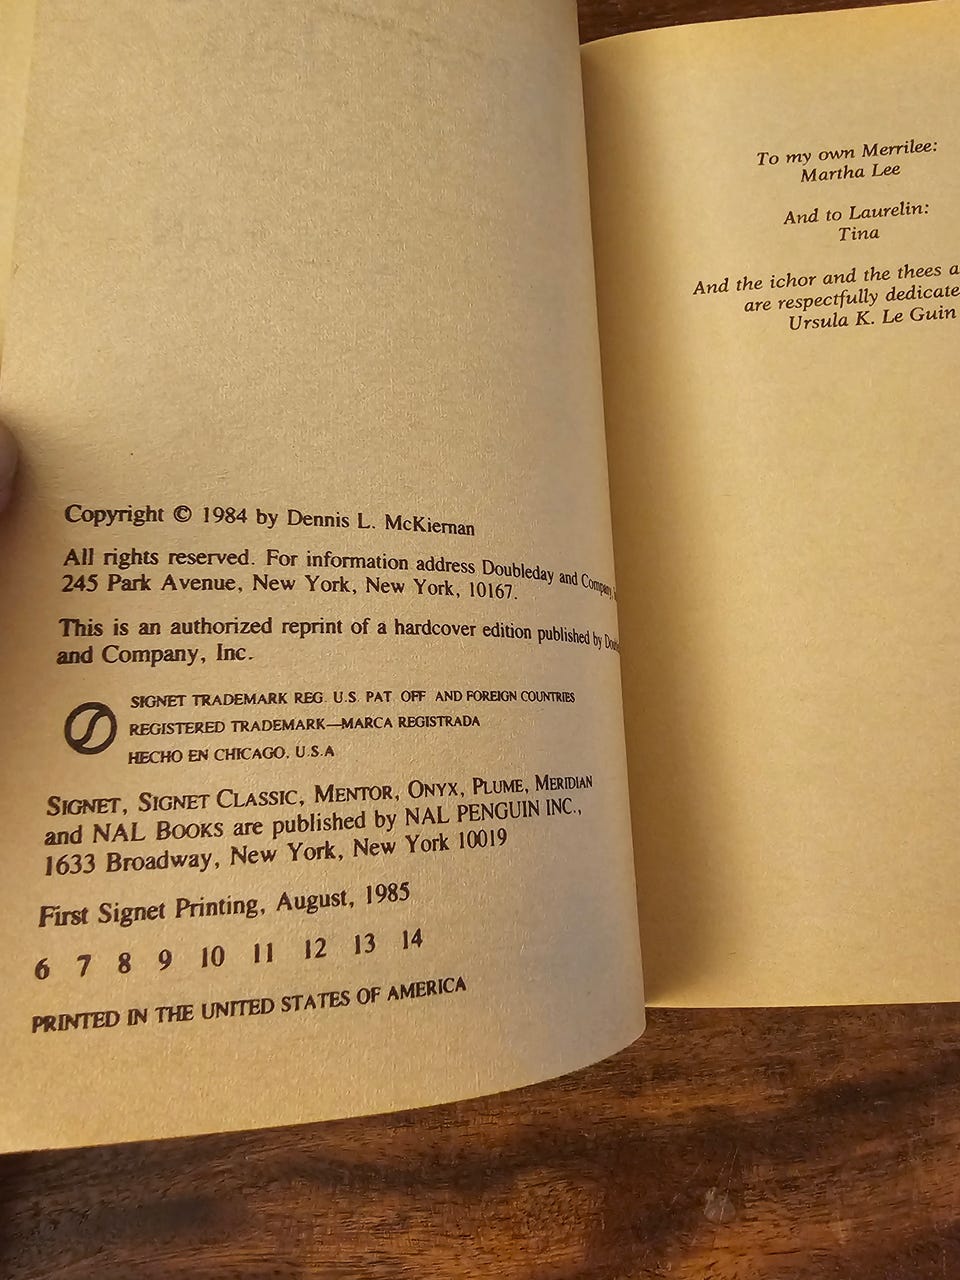 Copyright © 1984 by Dennis L. McKiernan
All rights reserved. For information address Doubleday and Company,
245 Park Avenue, New York, New York, 10167.
This is an authorized reprint of a hardcover edition published by
and Company, Inc.
SIGNET TRADEMARK REG. U.S. PAT. OFF. AND FOREIGN COUNTRIES
REGISTERED TRADEMARK—MARCA REGISTRADA
HECHO EN CHICAGO, U.S.A
SIGNET, SIGNET CLASSIC, MENTOR, ONYX, PLUME, MERIDIAN
and NAL BOOKS are published by NAL PENGUIN INC.,
1633 Broadway, New York, New York 10019
First Signet Printing, August, 1985
6 7 8 9 10 11 12 13 14
PRINTED IN THE UNITED STATES OF AMERICA
To my own Merrilee:
Martha Lee
And to Laurelin:
Tina
And the ichor and the thees a
are respectfully dedicate
Ursula K. Le Guin